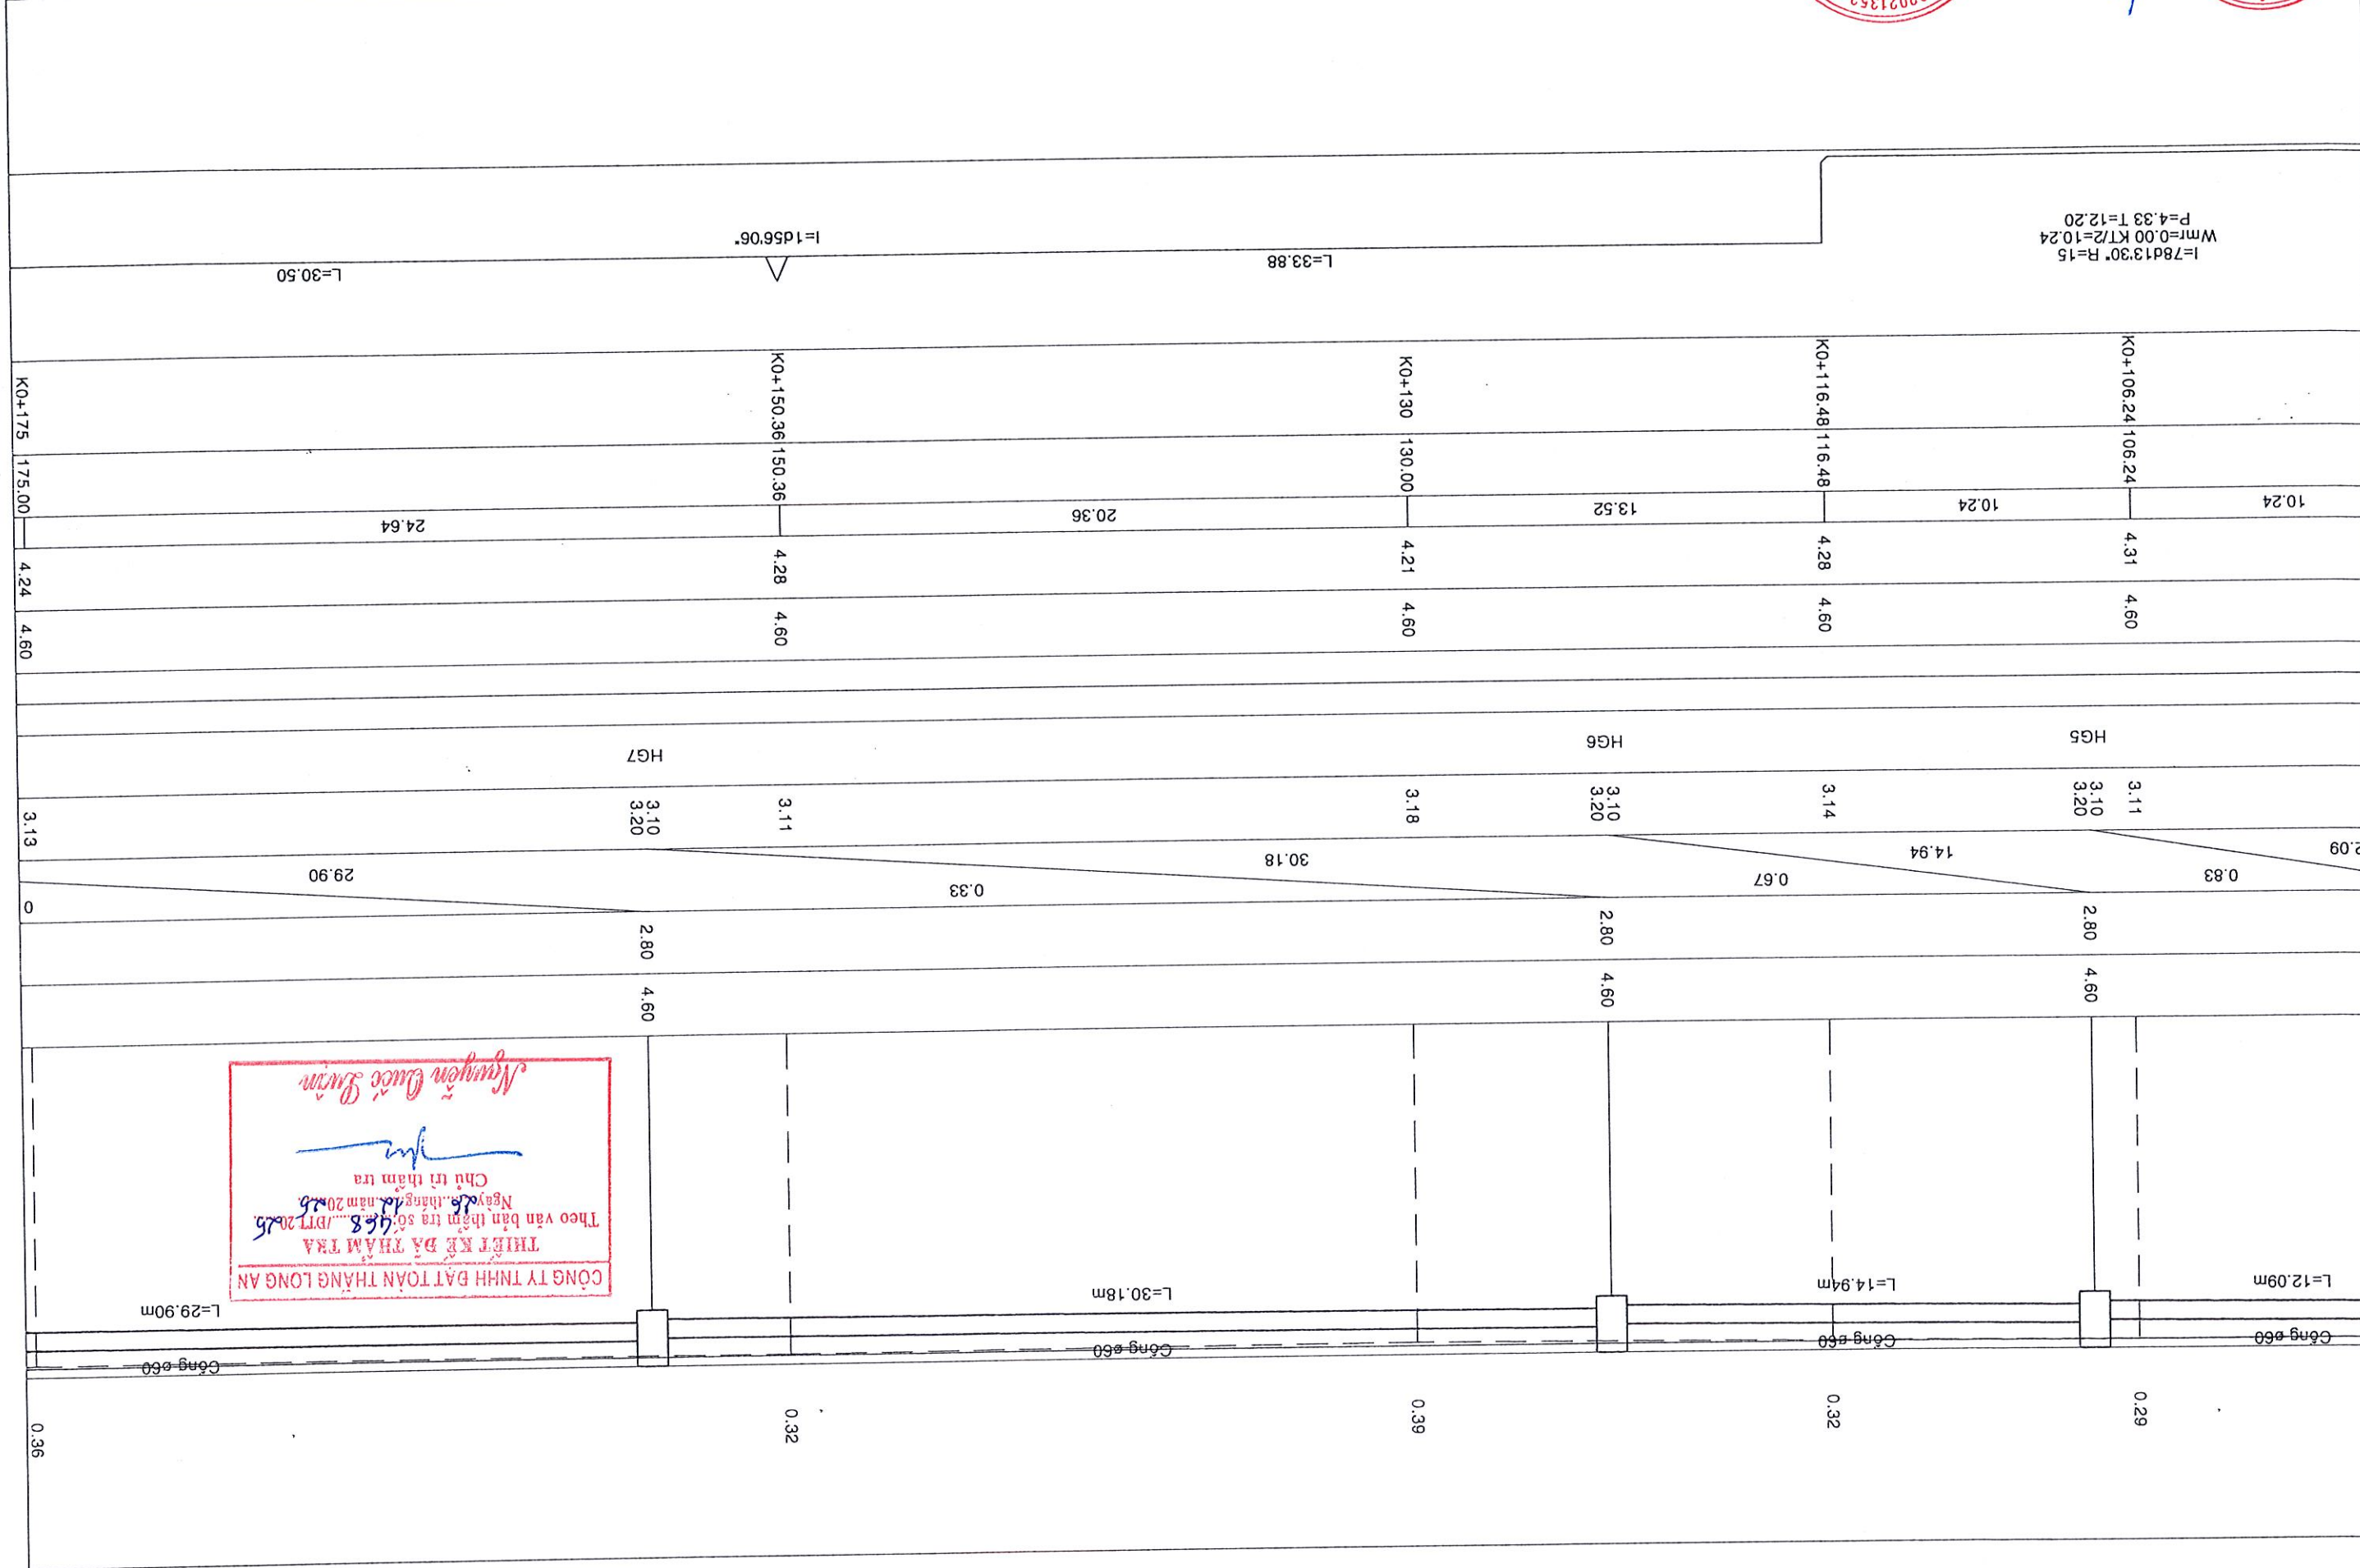 0.29
0.32
0.39
0.32
0.36
Cống ø60
Cống ø60
Cống ø60
Cống ø60
L=12.09m
L=14.94m
L=30.18m
L=29.90m
CÔNG TY TNHH ĐẠT TOÀN THẮNG LONG AN
THIẾT KẾ ĐÃ THẨM TRA
Theo văn bản thẩm tra số: 468 /ĐTT.2025
Ngày 26 tháng 12 năm 2025
Chủ trì thẩm tra
Nguyễn Quốc Luận
4.60
4.60
4.60
2.80
2.80
2.80
0
0.83
0.67
0.33
14.94
30.18
29.90
3.11
3.10
3.20
3.14
3.10
3.20
3.18
3.11
3.10
3.20
3.13
HG5
HG6
HG7
4.60
4.60
4.60
4.60
4.60
4.31
4.28
4.21
4.28
4.24
10.24
10.24
13.52
20.36
24.64
106.24
116.48
130.00
150.36
175.00
K0+106.24
K0+116.48
K0+130
K0+150.36
K0+175
I=78d13'30" R=15
Wmr=0.00 KT/2=10.24
P=4.33 T=12.20
L=33.88
I=1d56'06"
L=30.50